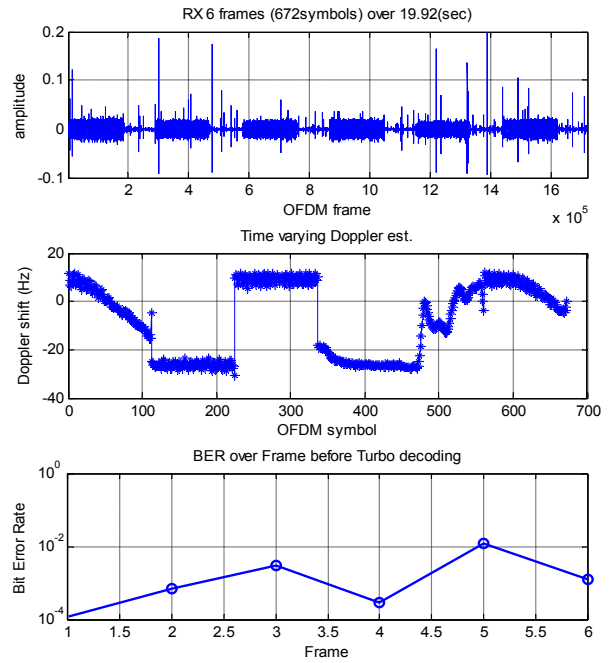 RX 6 frames (672symbols) over 19.92(sec)
0.2
0.1
0
-0.1
amplitude
2 4 6 8 10 12 14 16
x 10^5
OFDM frame
Time varying Doppler est.
20
0
-20
-40
Doppler shift (Hz)
0 100 200 300 400 500 600 700
OFDM symbol
BER over Frame before Turbo decoding
10^0
10^-2
10^-4
Bit Error Rate
1 1.5 2 2.5 3 3.5 4 4.5 5 5.5 6
Frame